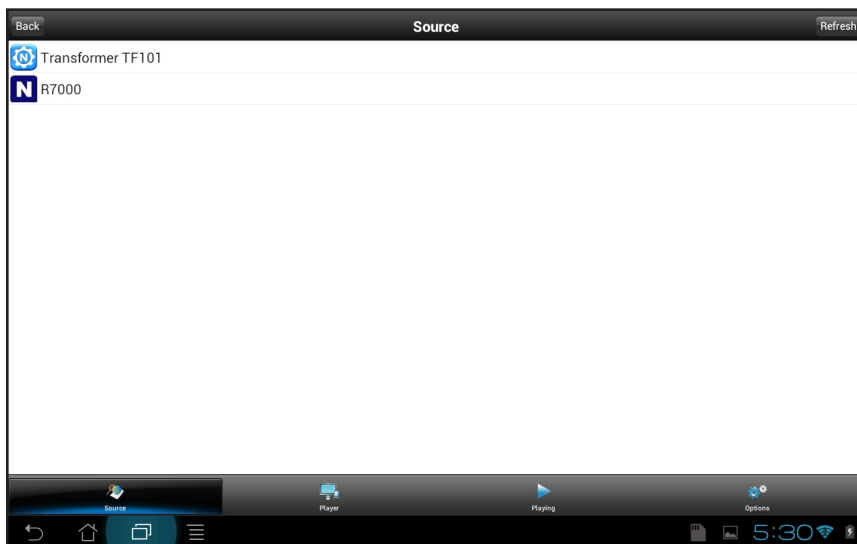 Back
Source
Refresh
N Transformer TF101
N R7000
Source
Player
Playing
Options
5:30